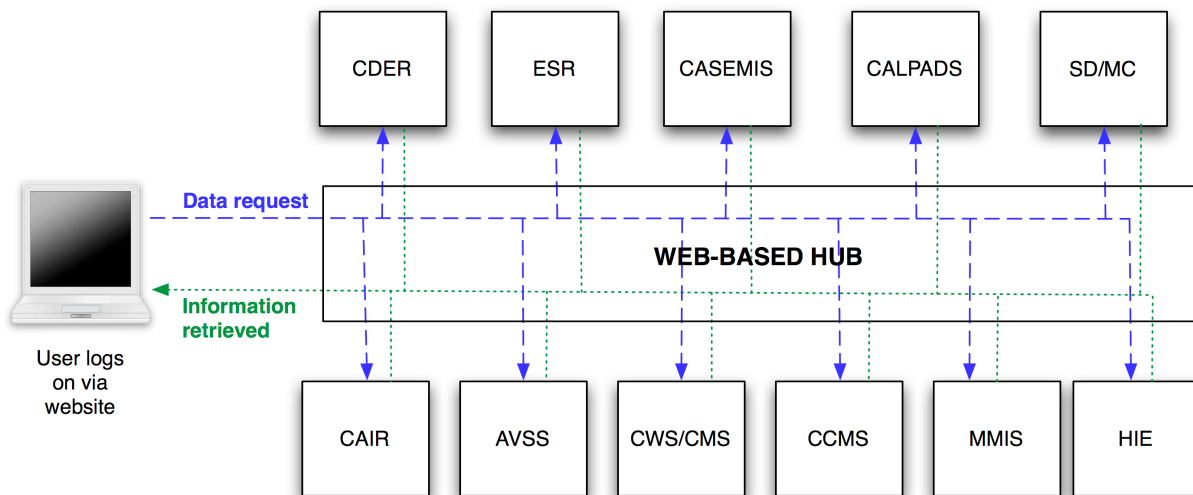 CDER
ESR
CASEMIS
CALPADS
SD/MC
Data request
WEB-BASED HUB
Information
retrieved
User logs
on via
website
CAIR
AVSS
CWS/CMS
CCMS
MMIS
HIE